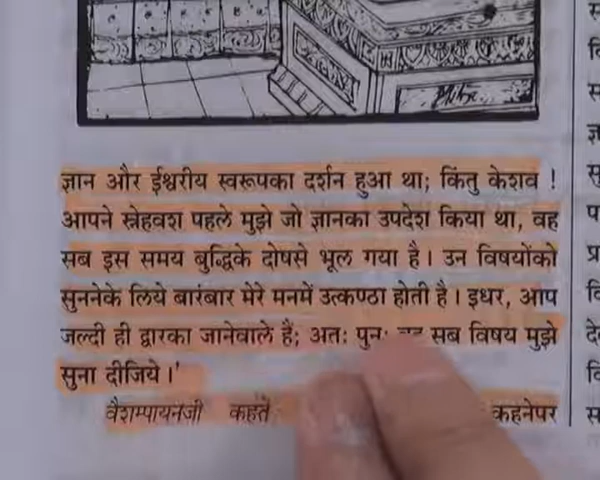 ज्ञान और ईश्वरीय स्वरूपका दर्शन हुआ था; किंतु केशव !
आपने स्नेहवश पहले मुझे जो ज्ञानका उपदेश किया था, वह
सब इस समय बुद्धिके दोषसे भूल गया है। उन विषयोंको
सुननेके लिये बारंबार मेरे मनमें उत्कण्ठा होती है। इधर, आप
जल्दी ही द्वारका जानेवाले हैं; अतः पुनः सब विषय मुझे
सुना दीजिये।'
वैशम्पायनजी कहते कहनेपर